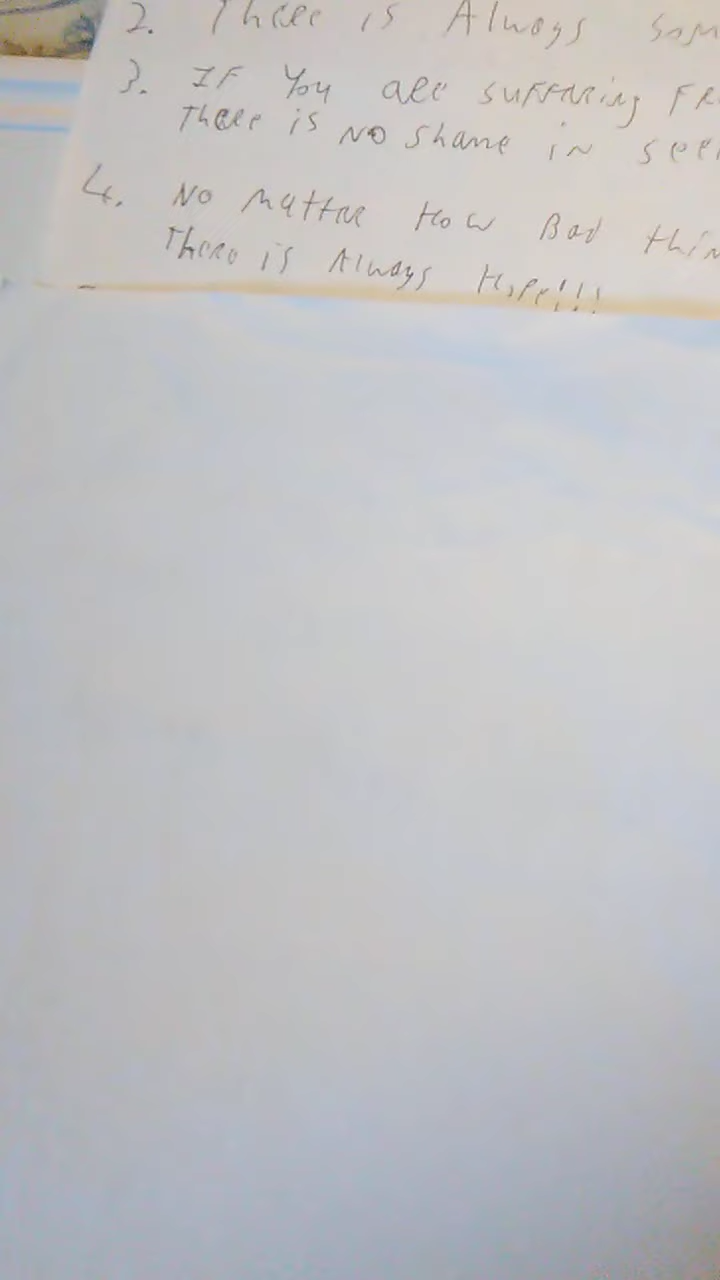 2. There is Always
3. IF You are suffering
There is NO shame in
4. No matter How Bad
There is Always Hope!!!